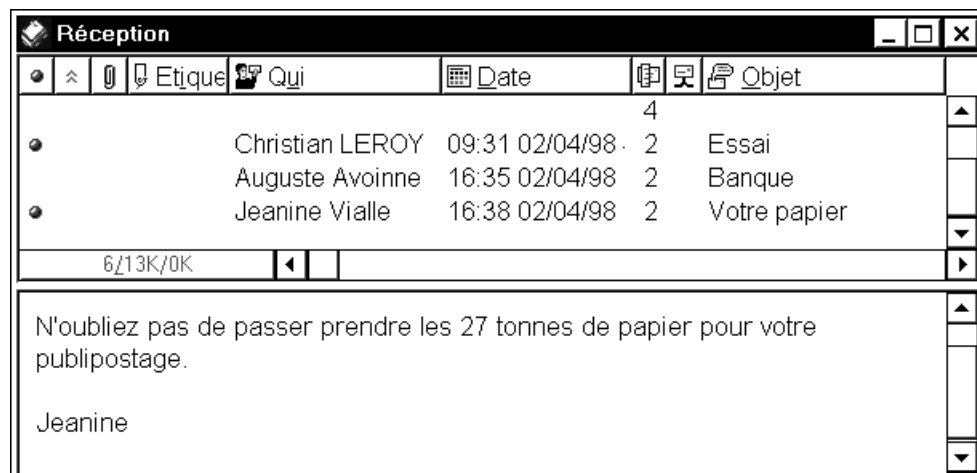 Réception
Etique Qui Date Objet
4
Christian LEROY 09:31 02/04/98 - 2 Essai
Auguste Avoinne 16:35 02/04/98 2 Banque
Jeanine Vialle 16:38 02/04/98 2 Votre papier
6/13K/0K
N'oubliez pas de passer prendre les 27 tonnes de papier pour votre
publipostage.
Jeanine